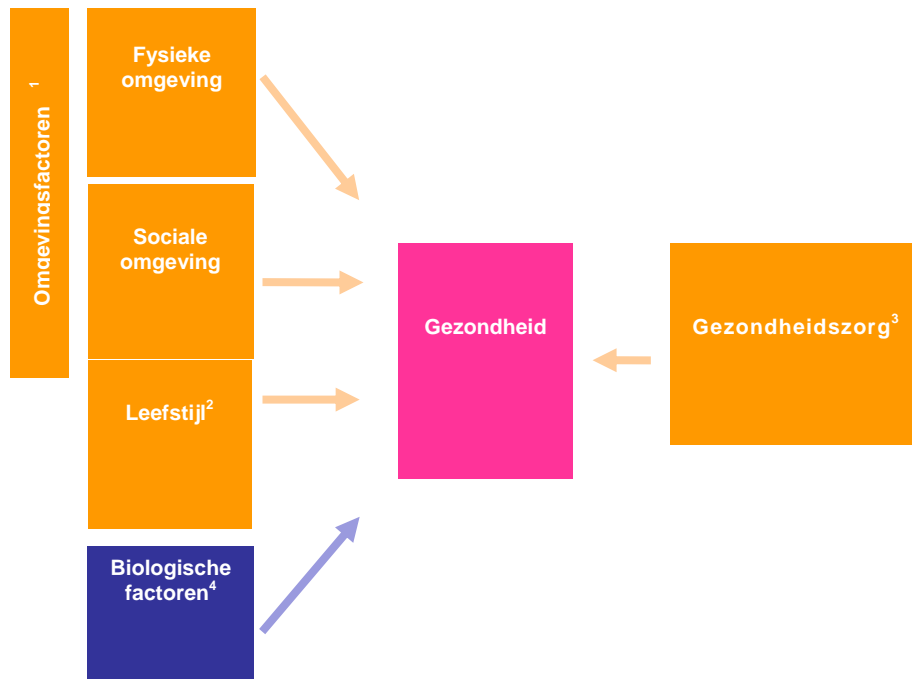 Omgevingsfactoren ¹
Fysieke
omgeving
Sociale
omgeving
Leefstijl²
Biologische
factoren⁴
Gezondheid
Gezondheidszorg³